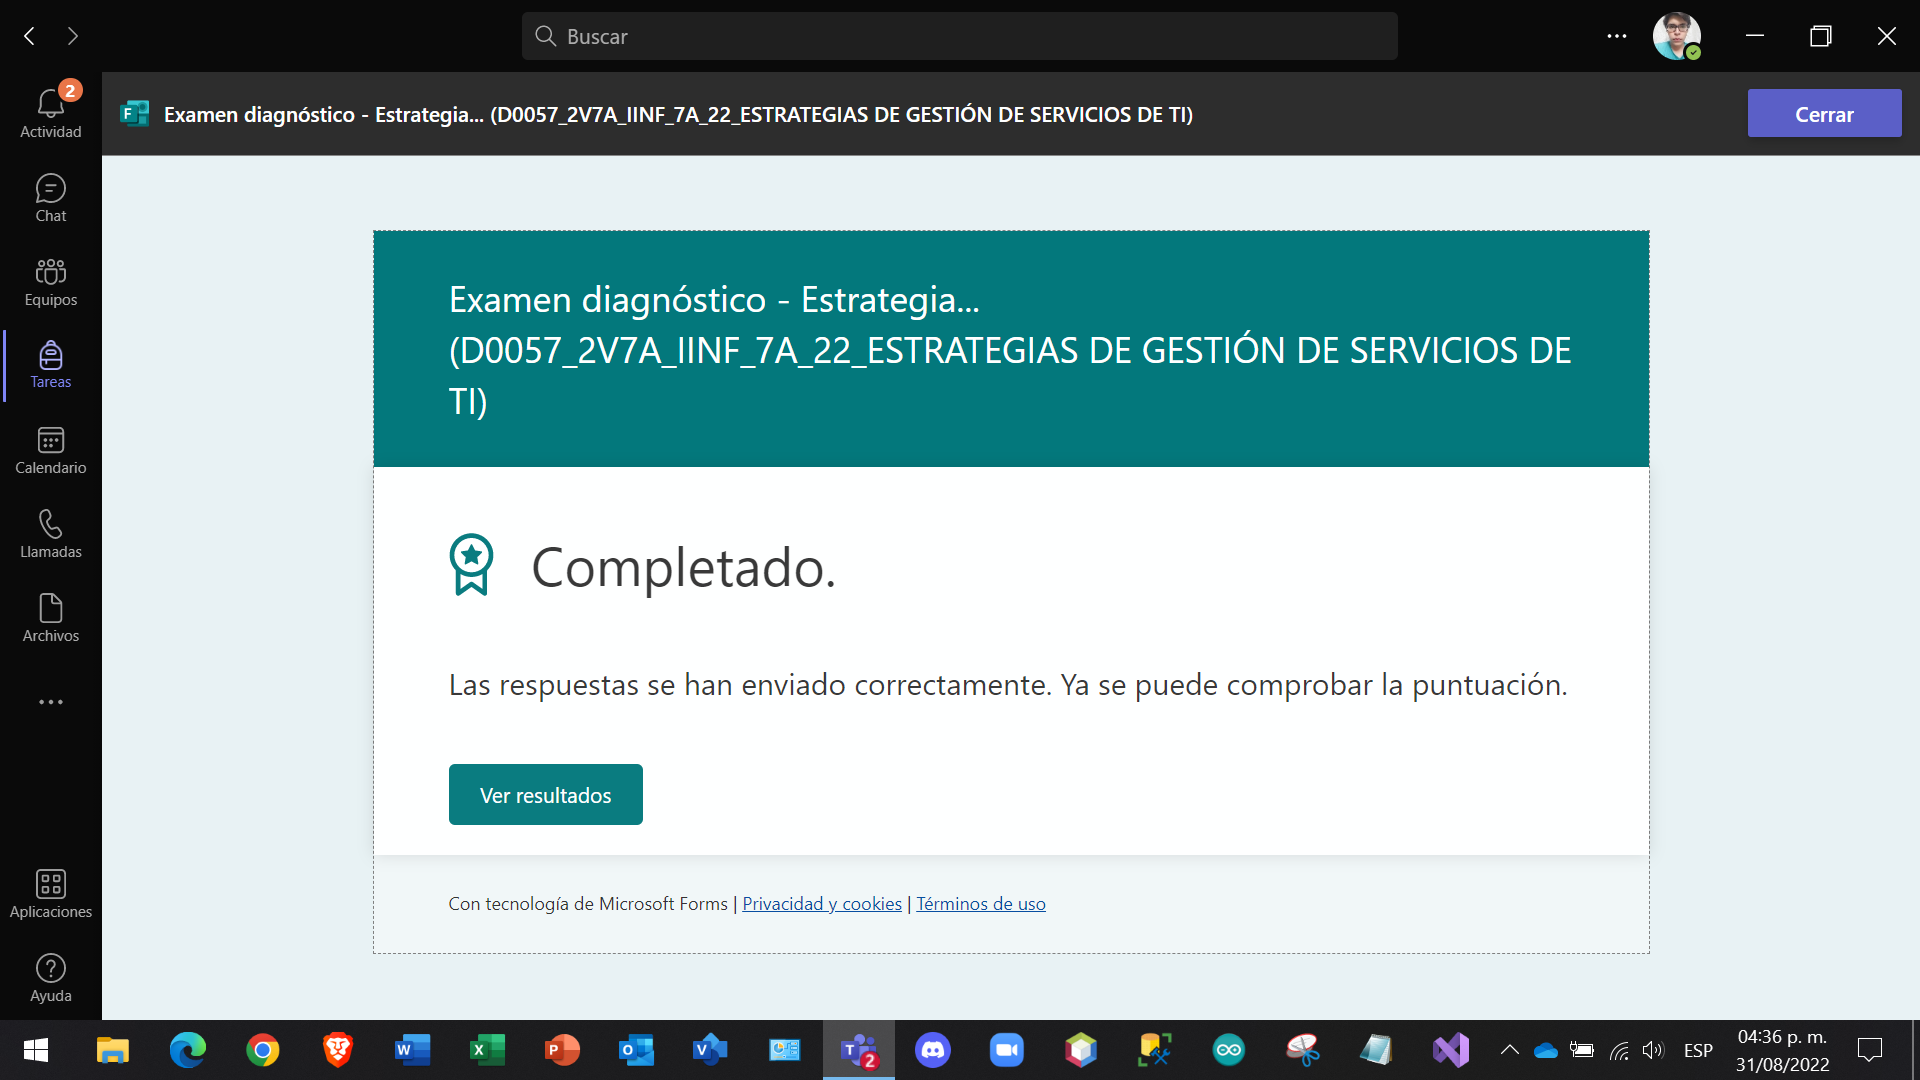 Buscar
2
Actividad
Chat
Equipos
Tareas
Calendario
Llamadas
Archivos
Aplicaciones
Ayuda
Examen diagnóstico - Estrategia... (D0057_2V7A_IINF_7A_22_ESTRATEGIAS DE GESTIÓN DE SERVICIOS DE TI)
Cerrar
Examen diagnóstico - Estrategia...
(D0057_2V7A_IINF_7A_22_ESTRATEGIAS DE GESTIÓN DE SERVICIOS DE
TI)
Completado.
Las respuestas se han enviado correctamente. Ya se puede comprobar la puntuación.
Ver resultados
Con tecnología de Microsoft Forms | Privacidad y cookies | Términos de uso
2
ESP
04:36 p. m.
31/08/2022